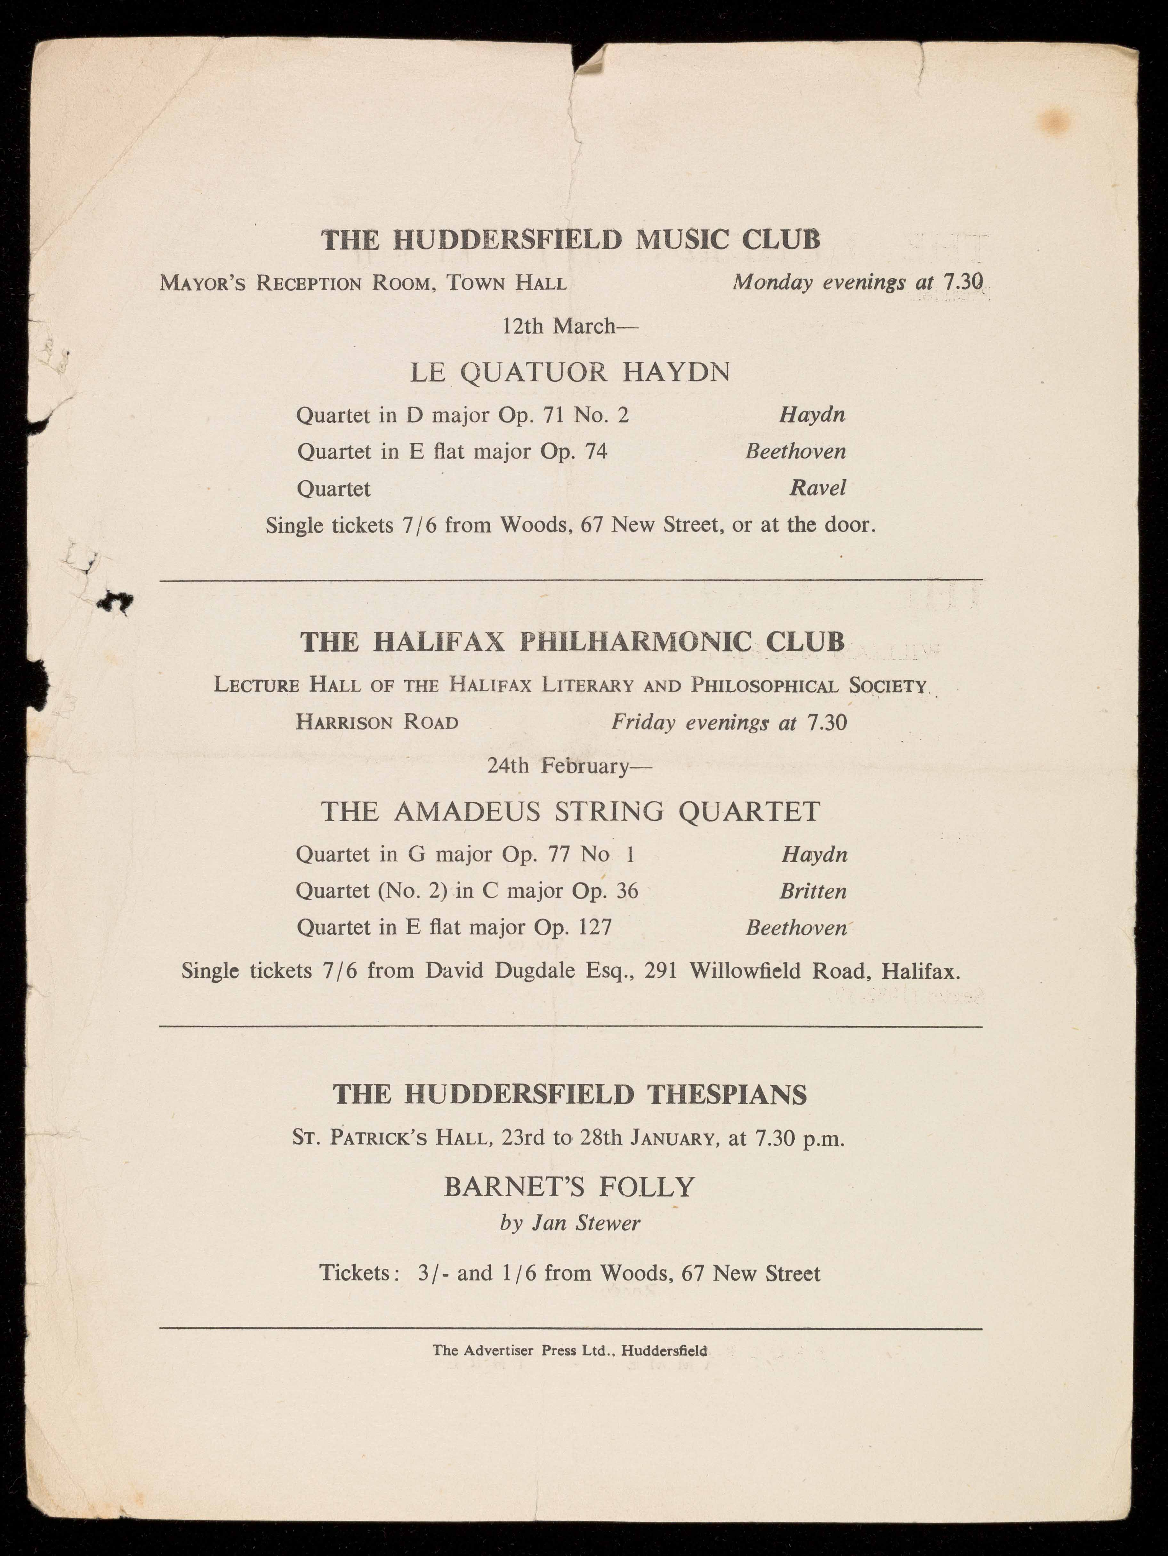 THE HUDDERSFIELD MUSIC CLUB
MAYOR'S RECEPTION ROOM, TOWN HALL Monday evenings at 7.30
12th March—
LE QUATUOR HAYDN
Quartet in D major Op. 71 No. 2 Haydn
Quartet in E flat major Op. 74 Beethoven
Quartet Ravel
Single tickets 7/6 from Woods, 67 New Street, or at the door.
THE HALIFAX PHILHARMONIC CLUB
LECTURE HALL OF THE HALIFAX LITERARY AND PHILOSOPHICAL SOCIETY
HARRISON ROAD Friday evenings at 7.30
24th February—
THE AMADEUS STRING QUARTET
Quartet in G major Op. 77 No 1 Haydn
Quartet (No. 2) in C major Op. 36 Britten
Quartet in E flat major Op. 127 Beethoven
Single tickets 7/6 from David Dugdale Esq., 291 Willowfield Road, Halifax.
THE HUDDERSFIELD THESPIANS
ST. PATRICK'S HALL, 23rd to 28th JANUARY, at 7.30 p.m.
BARNET'S FOLLY
by Jan Stewer
Tickets: 3/- and 1/6 from Woods, 67 New Street
The Advertiser Press Ltd., Huddersfield